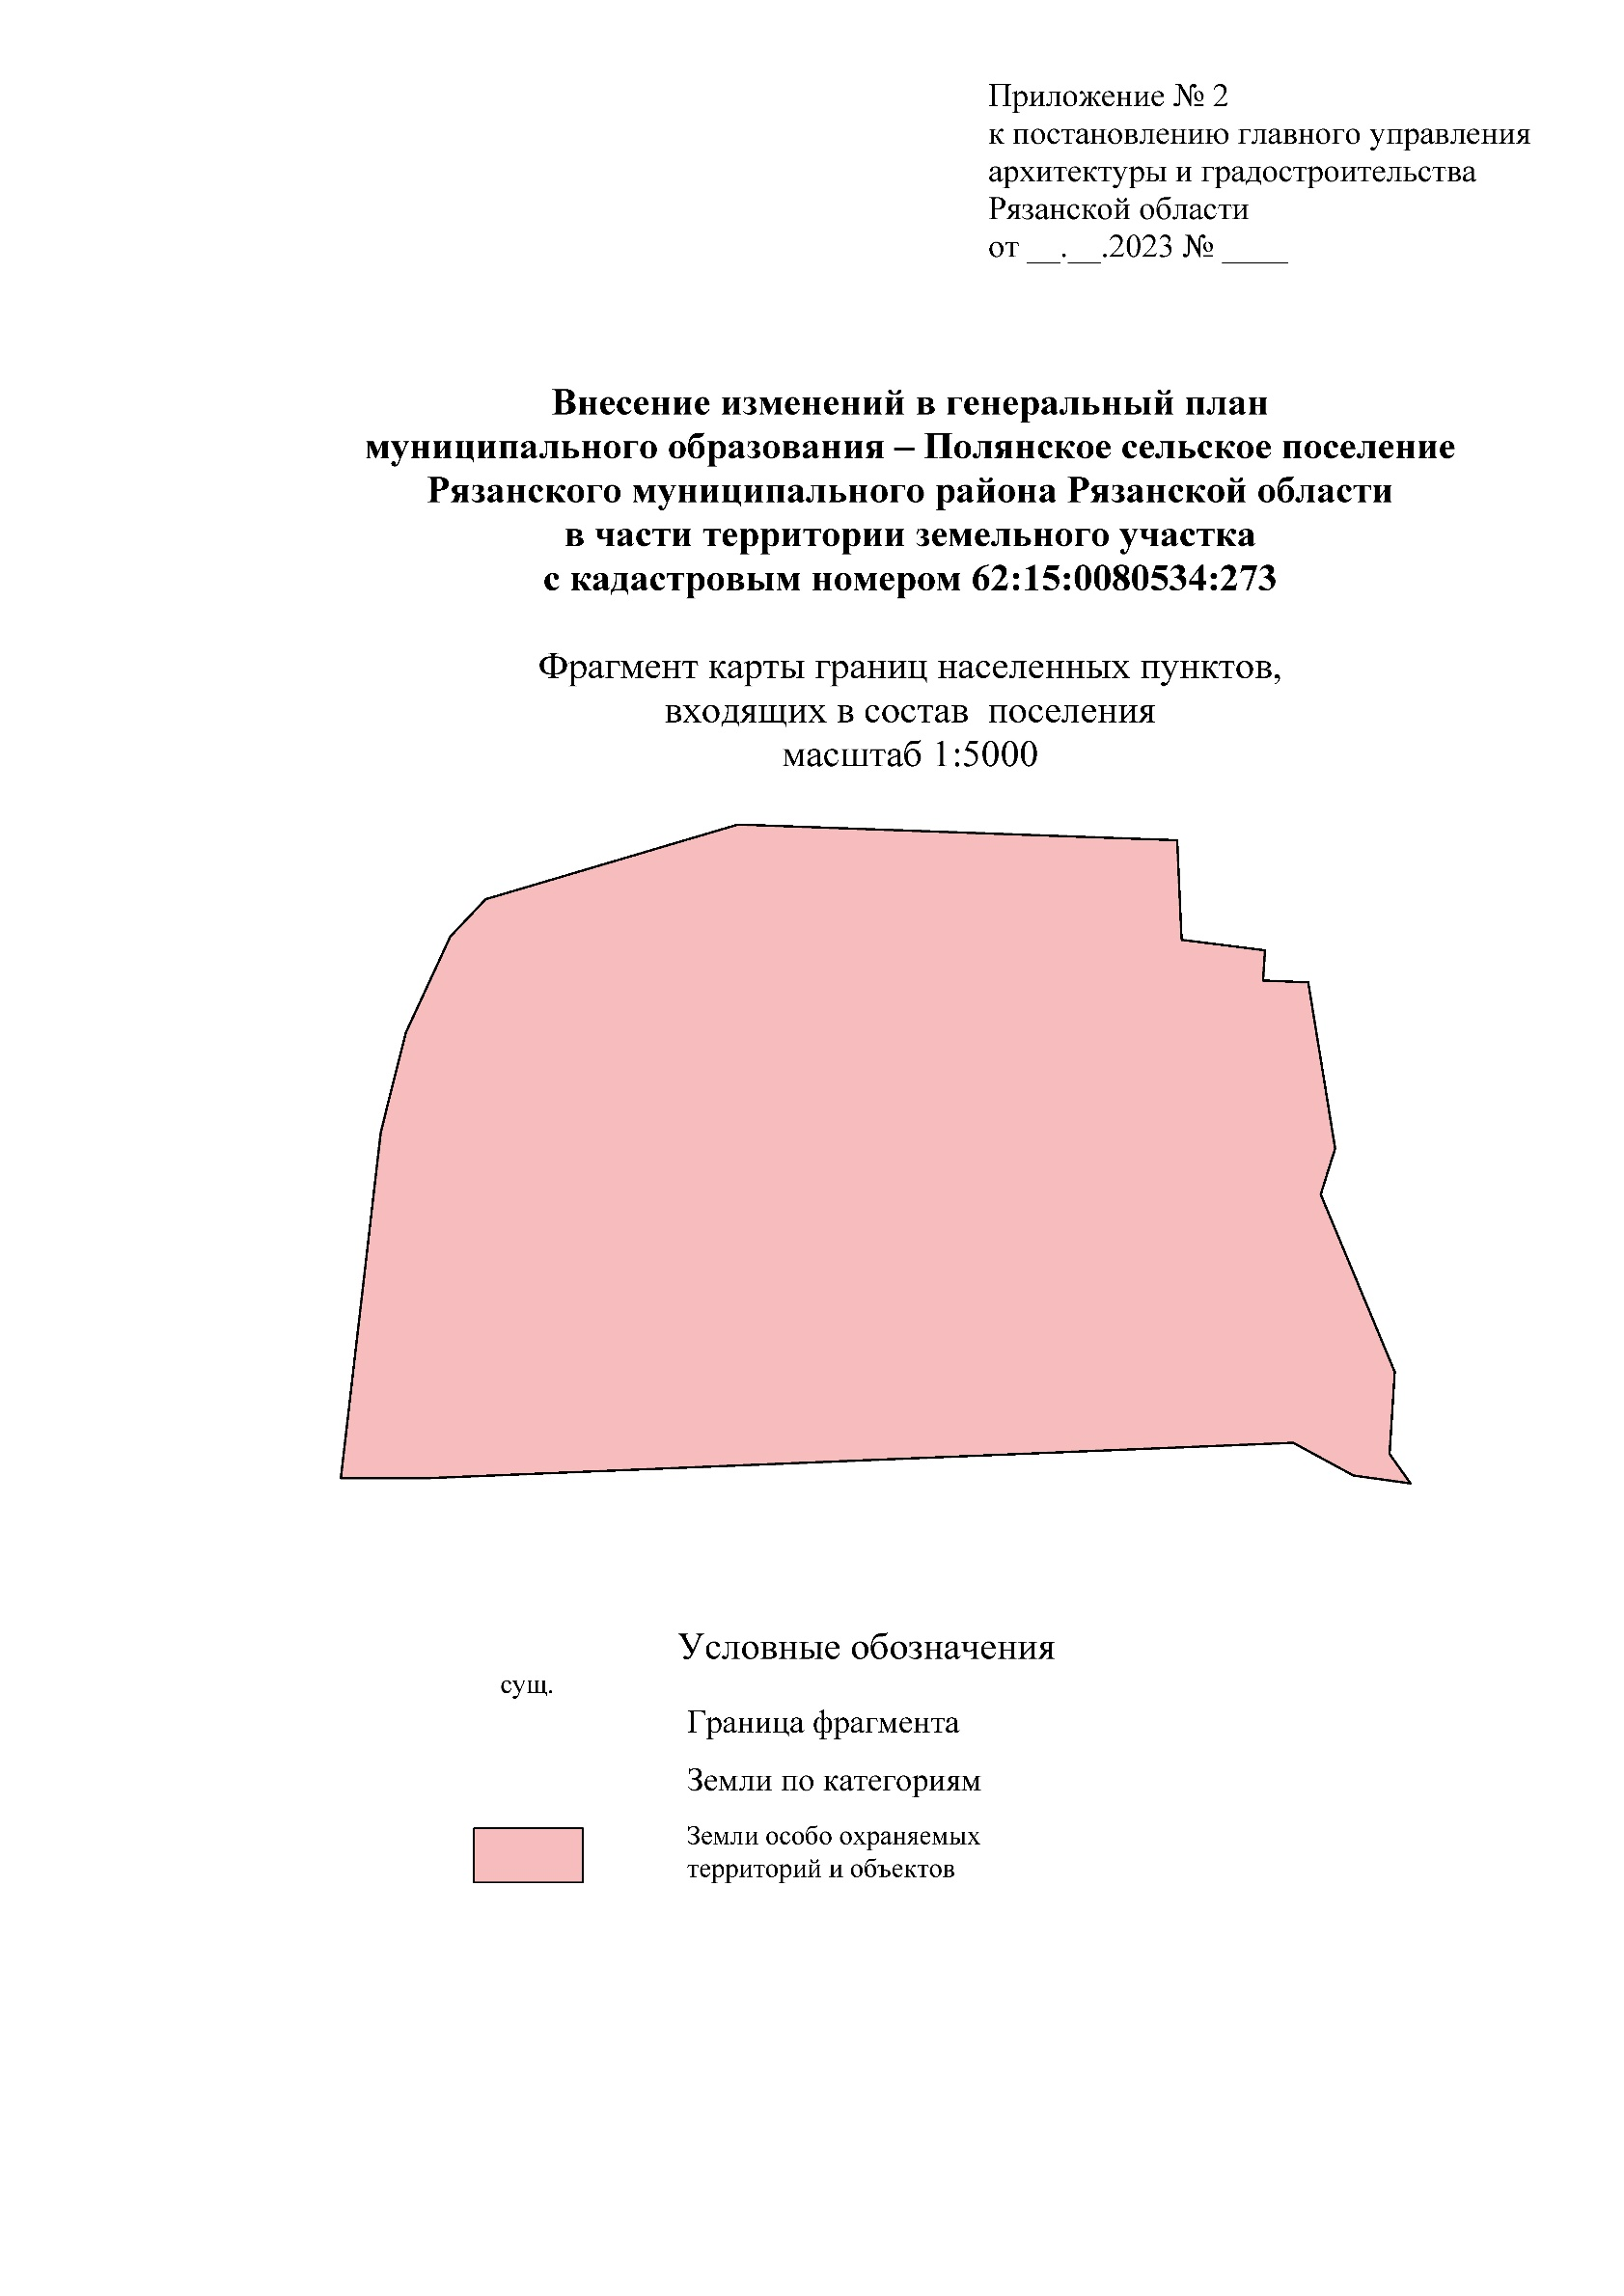 Приложение № 2
к постановлению главного управления
архитектуры и градостроительства
Рязанской области
от __.__.2023 № ____
Внесение изменений в генеральный план
муниципального образования – Полянское сельское поселение
Рязанского муниципального района Рязанской области
в части территории земельного участка
с кадастровым номером 62:15:0080534:273
Фрагмент карты границ населенных пунктов,
входящих в состав  поселения
масштаб 1:5000
Условные обозначения
сущ.
Граница фрагмента
Земли по категориям
Земли особо охраняемых
территорий и объектов